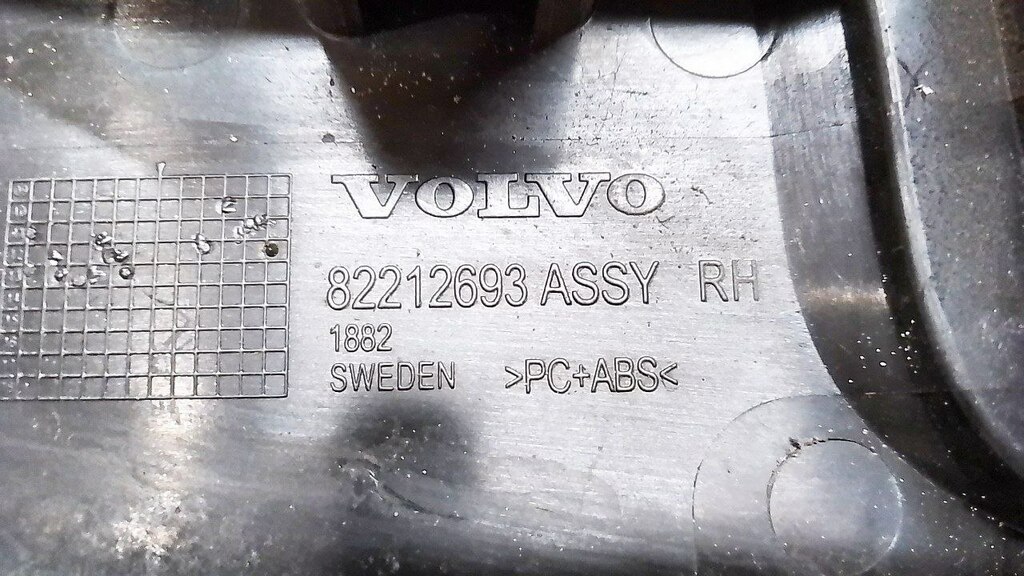 VOLVO
82212693 ASSY RH
1882
SWEDEN >PC+ABS<